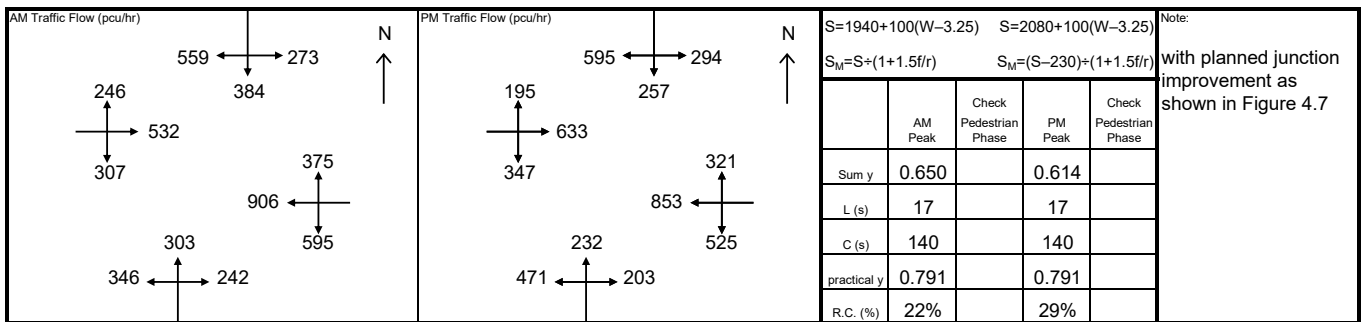 AM Traffic Flow (pcu/hr)
N
559
273
384
246
532
307
375
906
595
303
346
242
PM Traffic Flow (pcu/hr)
N
595
294
257
195
633
347
321
853
525
232
471
203
S=1940+100(W–3.25) S=2080+100(W–3.25)
SM=S÷(1+1.5f/r) SM=(S–230)÷(1+1.5f/r)
AM Peak
Check Pedestrian Phase
PM Peak
Check Pedestrian Phase
Sum y 0.650 0.614
L (s) 17 17
C (s) 140 140
practical y 0.791 0.791
R.C. (%) 22% 29%
Note:
with planned junction
improvement as
shown in Figure 4.7